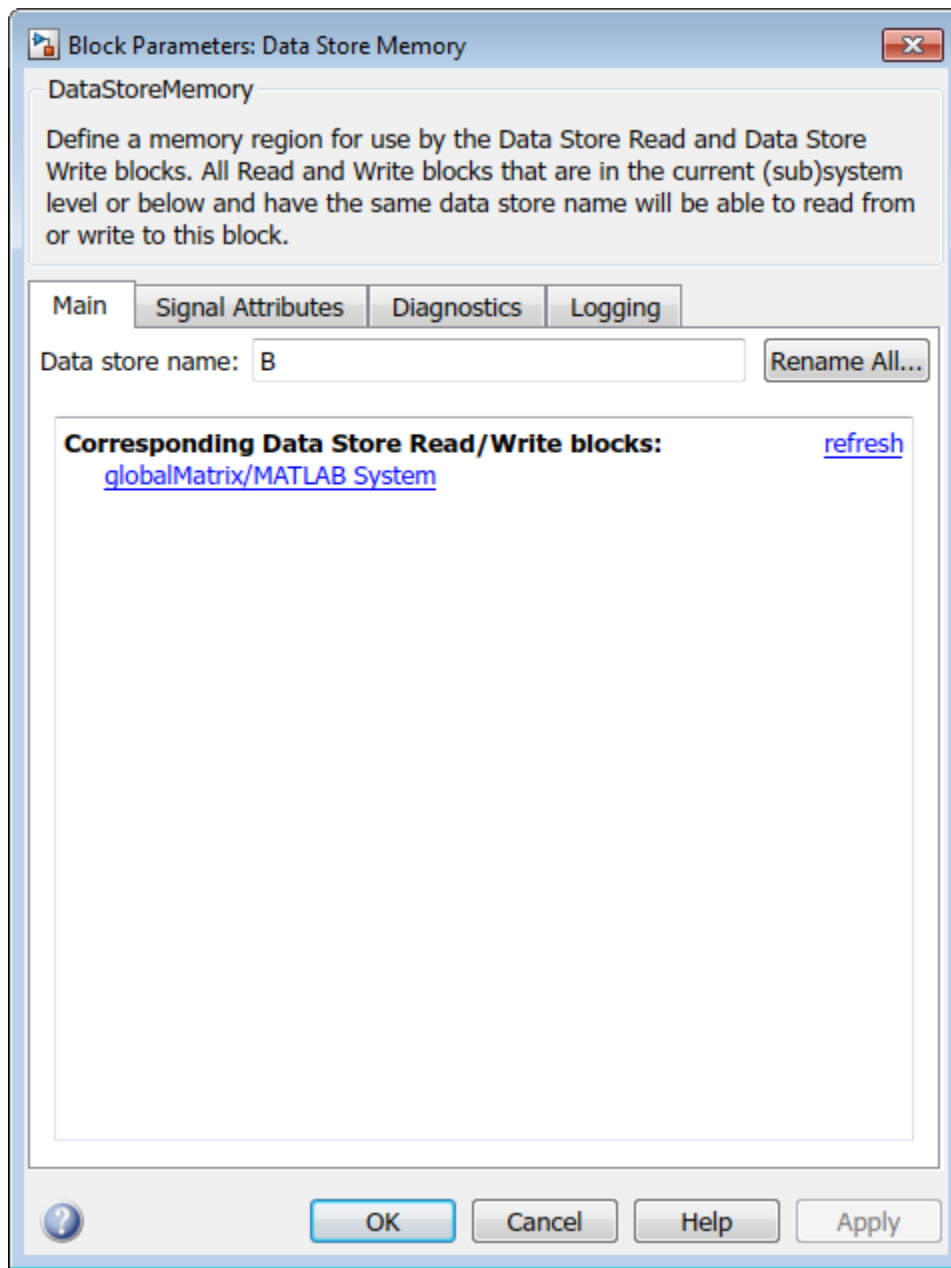 Block Parameters: Data Store Memory
DataStoreMemory
Define a memory region for use by the Data Store Read and Data Store
Write blocks. All Read and Write blocks that are in the current (sub)system
level or below and have the same data store name will be able to read from
or write to this block.
Main Signal Attributes Diagnostics Logging
Data store name: B Rename All...
Corresponding Data Store Read/Write blocks: refresh
globalMatrix/MATLAB System
? OK Cancel Help Apply